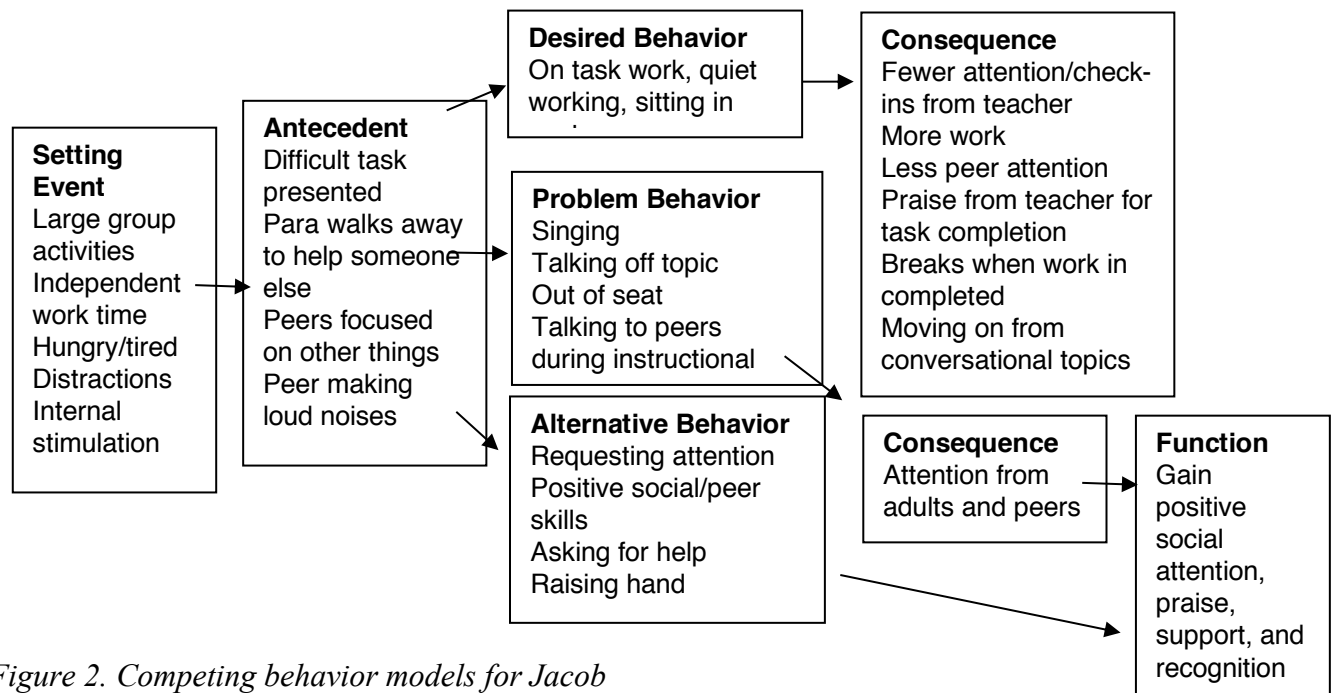 Setting
Event
Large group
activities
Independent
work time
Hungry/tired
Distractions
Internal
stimulation
Antecedent
Difficult task
presented
Para walks away
to help someone
else
Peers focused
on other things
Peer making
loud noises
Desired Behavior
On task work, quiet
working, sitting in
Problem Behavior
Singing
Talking off topic
Out of seat
Talking to peers
during instructional
Alternative Behavior
Requesting attention
Positive social/peer
skills
Asking for help
Raising hand
Consequence
Fewer attention/check-
ins from teacher
More work
Less peer attention
Praise from teacher for
task completion
Breaks when work in
completed
Moving on from
conversational topics
Consequence
Attention from
adults and peers
Function
Gain
positive
social
attention,
praise,
support, and
recognition
Figure 2. Competing behavior models for Jacob